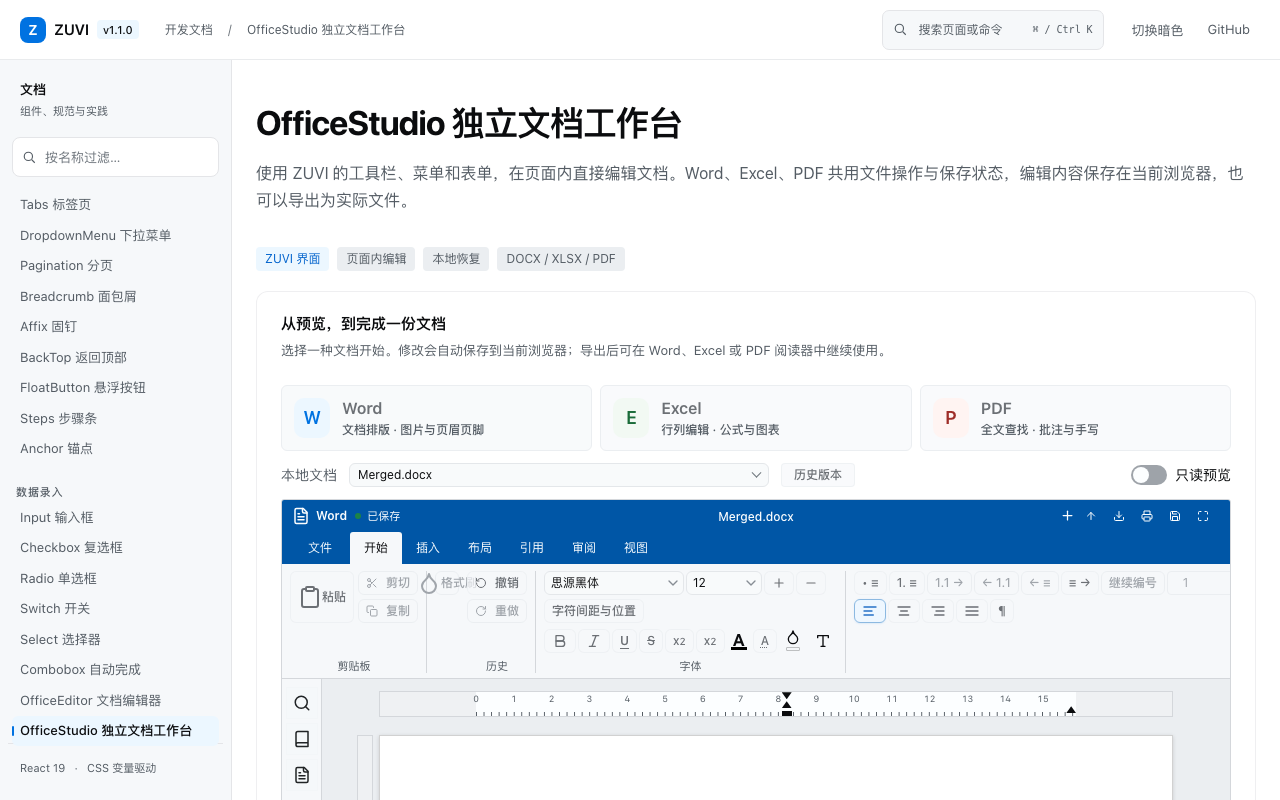 Z ZUVI v1.1.0 开发文档 / OfficeStudio 独立文档工作台 搜索页面或命令 ⌘ / Ctrl K 切换暗色 GitHub
文档
组件、规范与实践
按名称过滤...
Tabs 标签页
DropdownMenu 下拉菜单
Pagination 分页
Breadcrumb 面包屑
Affix 固钉
BackTop 返回顶部
FloatButton 悬浮按钮
Steps 步骤条
Anchor 锚点
数据录入
Input 输入框
Checkbox 复选框
Radio 单选框
Switch 开关
Select 选择器
Combobox 自动完成
OfficeEditor 文档编辑器
OfficeStudio 独立文档工作台
React 19 · CSS 变量驱动
OfficeStudio 独立文档工作台
使用 ZUVI 的工具栏、菜单和表单，在页面内直接编辑文档。Word、Excel、PDF 共用文件操作与保存状态，编辑内容保存在当前浏览器，也
可以导出为实际文件。
ZUVI 界面 页面内编辑 本地恢复 DOCX / XLSX / PDF
从预览，到完成一份文档
选择一种文档开始。修改会自动保存到当前浏览器；导出后可在 Word、Excel 或 PDF 阅读器中继续使用。
W Word 文档排版 · 图片与页眉页脚
E Excel 行列编辑 · 公式与图表
P PDF 全文查找 · 批注与手写
本地文档 Merged.docx 历史版本 只读预览
Word 已保存 Merged.docx
文件 开始 插入 布局 引用 审阅 视图
粘贴 剪切 格式 撤销 思源黑体 12 + − • ≡ 1. ≡ 1.1 → ← 1.1 ← ≡ ≡ → 继续编号 1
复制 重做 字符间距与位置 ¶
B I U S x2 x2 A A T
剪贴板 历史 字体
0 1 2 3 4 5 6 7 8 9 10 11 12 13 14 15